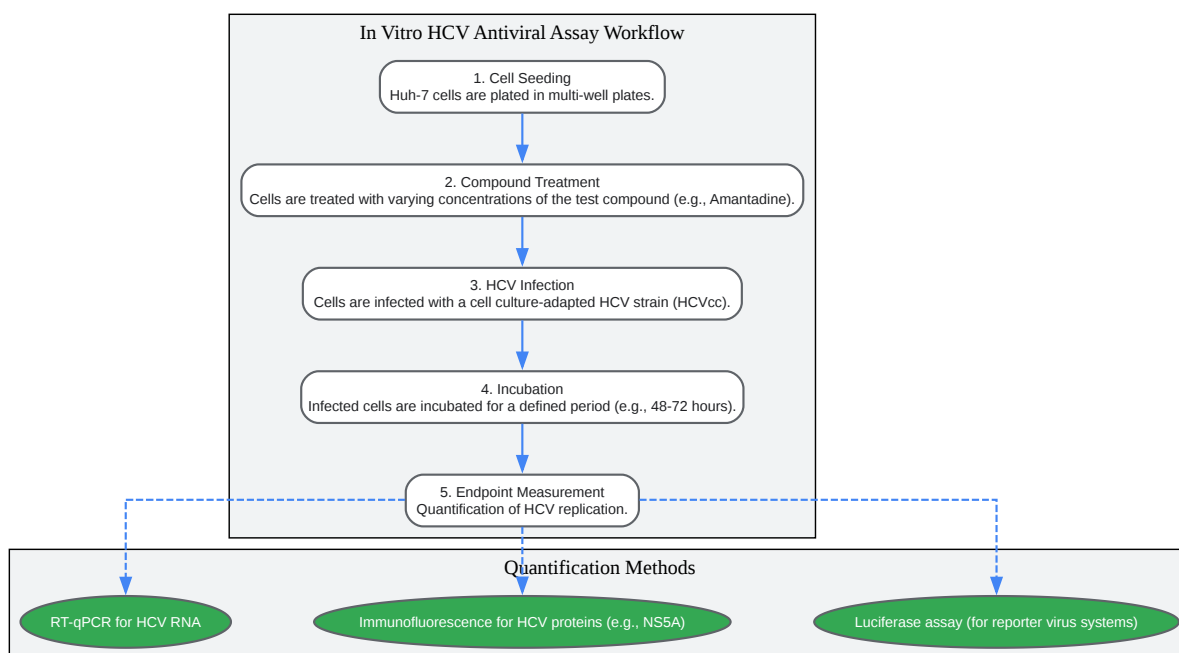 In Vitro HCV Antiviral Assay Workflow
1. Cell Seeding
Huh-7 cells are plated in multi-well plates.
2. Compound Treatment
Cells are treated with varying concentrations of the test compound (e.g., Amantadine).
3. HCV Infection
Cells are infected with a cell culture-adapted HCV strain (HCVcc).
4. Incubation
Infected cells are incubated for a defined period (e.g., 48-72 hours).
5. Endpoint Measurement
Quantification of HCV replication.
Quantification Methods
RT-qPCR for HCV RNA
Immunofluorescence for HCV proteins (e.g., NS5A)
Luciferase assay (for reporter virus systems)